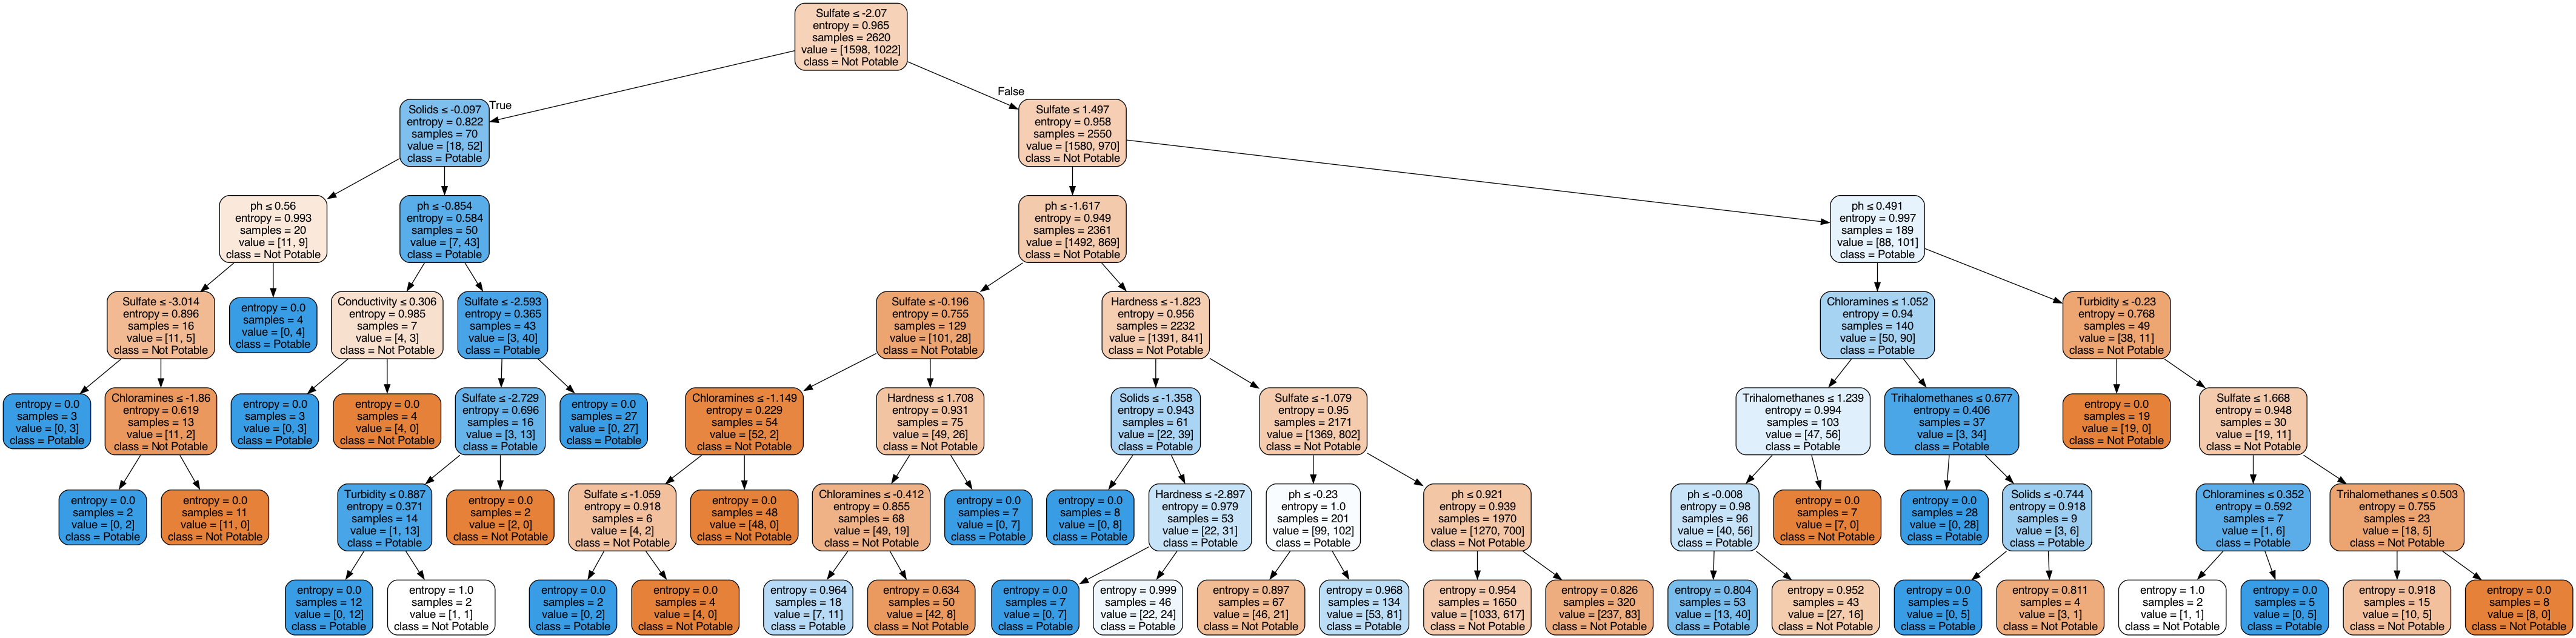 Sulfate ≤ -2.07
entropy = 0.965
samples = 2620
value = [1598, 1022]
class = Not Potable
True
False
Solids ≤ -0.097
entropy = 0.822
samples = 70
value = [18, 52]
class = Potable
Sulfate ≤ 1.497
entropy = 0.958
samples = 2550
value = [1580, 970]
class = Not Potable
ph ≤ 0.56
entropy = 0.993
samples = 20
value = [11, 9]
class = Not Potable
ph ≤ -0.854
entropy = 0.584
samples = 50
value = [7, 43]
class = Potable
ph ≤ -1.617
entropy = 0.949
samples = 2361
value = [1492, 869]
class = Not Potable
ph ≤ 0.491
entropy = 0.997
samples = 189
value = [88, 101]
class = Potable
Sulfate ≤ -3.014
entropy = 0.896
samples = 16
value = [11, 5]
class = Not Potable
entropy = 0.0
samples = 4
value = [0, 4]
class = Potable
Conductivity ≤ 0.306
entropy = 0.985
samples = 7
value = [4, 3]
class = Not Potable
Sulfate ≤ -2.593
entropy = 0.365
samples = 43
value = [3, 40]
class = Potable
Sulfate ≤ -0.196
entropy = 0.755
samples = 129
value = [101, 28]
class = Not Potable
Hardness ≤ -1.823
entropy = 0.956
samples = 2232
value = [1391, 841]
class = Not Potable
Chloramines ≤ 1.052
entropy = 0.94
samples = 140
value = [50, 90]
class = Potable
Turbidity ≤ -0.23
entropy = 0.768
samples = 49
value = [38, 11]
class = Not Potable
entropy = 0.0
samples = 3
value = [0, 3]
class = Potable
Chloramines ≤ -1.86
entropy = 0.619
samples = 13
value = [11, 2]
class = Not Potable
entropy = 0.0
samples = 3
value = [0, 3]
class = Potable
entropy = 0.0
samples = 4
value = [4, 0]
class = Not Potable
Sulfate ≤ -2.729
entropy = 0.696
samples = 16
value = [3, 13]
class = Potable
entropy = 0.0
samples = 27
value = [0, 27]
class = Potable
Chloramines ≤ -1.149
entropy = 0.229
samples = 54
value = [52, 2]
class = Not Potable
Hardness ≤ 1.708
entropy = 0.931
samples = 75
value = [49, 26]
class = Not Potable
Solids ≤ -1.358
entropy = 0.943
samples = 61
value = [22, 39]
class = Potable
Sulfate ≤ -1.079
entropy = 0.95
samples = 2171
value = [1369, 802]
class = Not Potable
Trihalomethanes ≤ 1.239
entropy = 0.994
samples = 103
value = [47, 56]
class = Potable
Trihalomethanes ≤ 0.677
entropy = 0.406
samples = 37
value = [3, 34]
class = Potable
entropy = 0.0
samples = 19
value = [19, 0]
class = Not Potable
Sulfate ≤ 1.668
entropy = 0.948
samples = 30
value = [19, 11]
class = Not Potable
entropy = 0.0
samples = 2
value = [0, 2]
class = Potable
entropy = 0.0
samples = 11
value = [11, 0]
class = Not Potable
Turbidity ≤ 0.887
entropy = 0.371
samples = 14
value = [1, 13]
class = Potable
entropy = 0.0
samples = 2
value = [2, 0]
class = Not Potable
Sulfate ≤ -1.059
entropy = 0.918
samples = 6
value = [4, 2]
class = Not Potable
entropy = 0.0
samples = 48
value = [48, 0]
class = Not Potable
Chloramines ≤ -0.412
entropy = 0.855
samples = 68
value = [49, 19]
class = Not Potable
entropy = 0.0
samples = 7
value = [0, 7]
class = Potable
entropy = 0.0
samples = 8
value = [0, 8]
class = Potable
Hardness ≤ -2.897
entropy = 0.979
samples = 53
value = [22, 31]
class = Potable
ph ≤ -0.23
entropy = 1.0
samples = 201
value = [99, 102]
class = Potable
ph ≤ 0.921
entropy = 0.939
samples = 1970
value = [1270, 700]
class = Not Potable
ph ≤ -0.008
entropy = 0.98
samples = 96
value = [40, 56]
class = Potable
entropy = 0.0
samples = 7
value = [7, 0]
class = Not Potable
entropy = 0.0
samples = 28
value = [0, 28]
class = Potable
Solids ≤ -0.744
entropy = 0.918
samples = 9
value = [3, 6]
class = Potable
Chloramines ≤ 0.352
entropy = 0.592
samples = 7
value = [1, 6]
class = Potable
Trihalomethanes ≤ 0.503
entropy = 0.755
samples = 23
value = [18, 5]
class = Not Potable
entropy = 0.0
samples = 12
value = [0, 12]
class = Potable
entropy = 1.0
samples = 2
value = [1, 1]
class = Not Potable
entropy = 0.0
samples = 2
value = [0, 2]
class = Potable
entropy = 0.0
samples = 4
value = [4, 0]
class = Not Potable
entropy = 0.964
samples = 18
value = [7, 11]
class = Potable
entropy = 0.634
samples = 50
value = [42, 8]
class = Not Potable
entropy = 0.0
samples = 7
value = [0, 7]
class = Potable
entropy = 0.999
samples = 46
value = [22, 24]
class = Potable
entropy = 0.897
samples = 67
value = [46, 21]
class = Not Potable
entropy = 0.968
samples = 134
value = [53, 81]
class = Potable
entropy = 0.954
samples = 1650
value = [1033, 617]
class = Not Potable
entropy = 0.826
samples = 320
value = [237, 83]
class = Not Potable
entropy = 0.804
samples = 53
value = [13, 40]
class = Potable
entropy = 0.952
samples = 43
value = [27, 16]
class = Not Potable
entropy = 0.0
samples = 5
value = [0, 5]
class = Potable
entropy = 0.811
samples = 4
value = [3, 1]
class = Not Potable
entropy = 1.0
samples = 2
value = [1, 1]
class = Not Potable
entropy = 0.0
samples = 5
value = [0, 5]
class = Potable
entropy = 0.918
samples = 15
value = [10, 5]
class = Not Potable
entropy = 0.0
samples = 8
value = [8, 0]
class = Not Potable